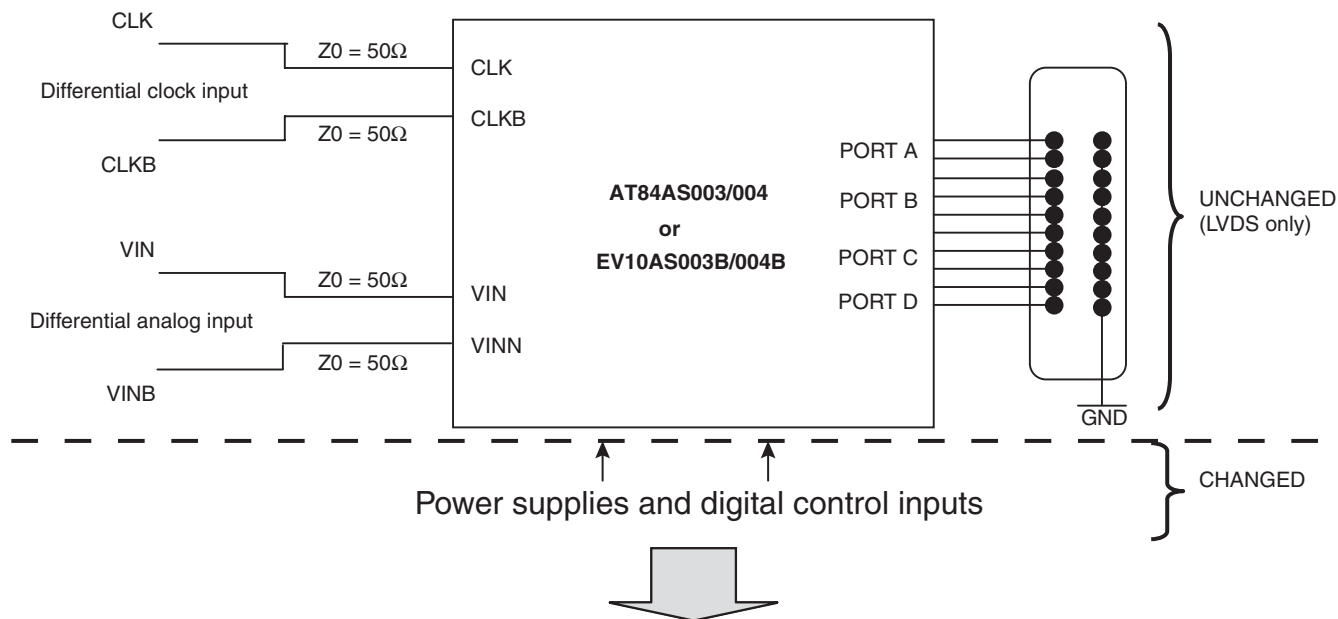 CLK
Z0 = 50Ω
CLK
Differential clock input
CLKB
Z0 = 50Ω
CLKB
PORT A
AT84AS003/004
PORT B
or
EV10AS003B/004B
PORT C
PORT D
UNCHANGED
(LVDS only)
VIN
Z0 = 50Ω
VIN
Differential analog input
VINN
Z0 = 50Ω
VINB
GND
CHANGED
Power supplies and digital control inputs